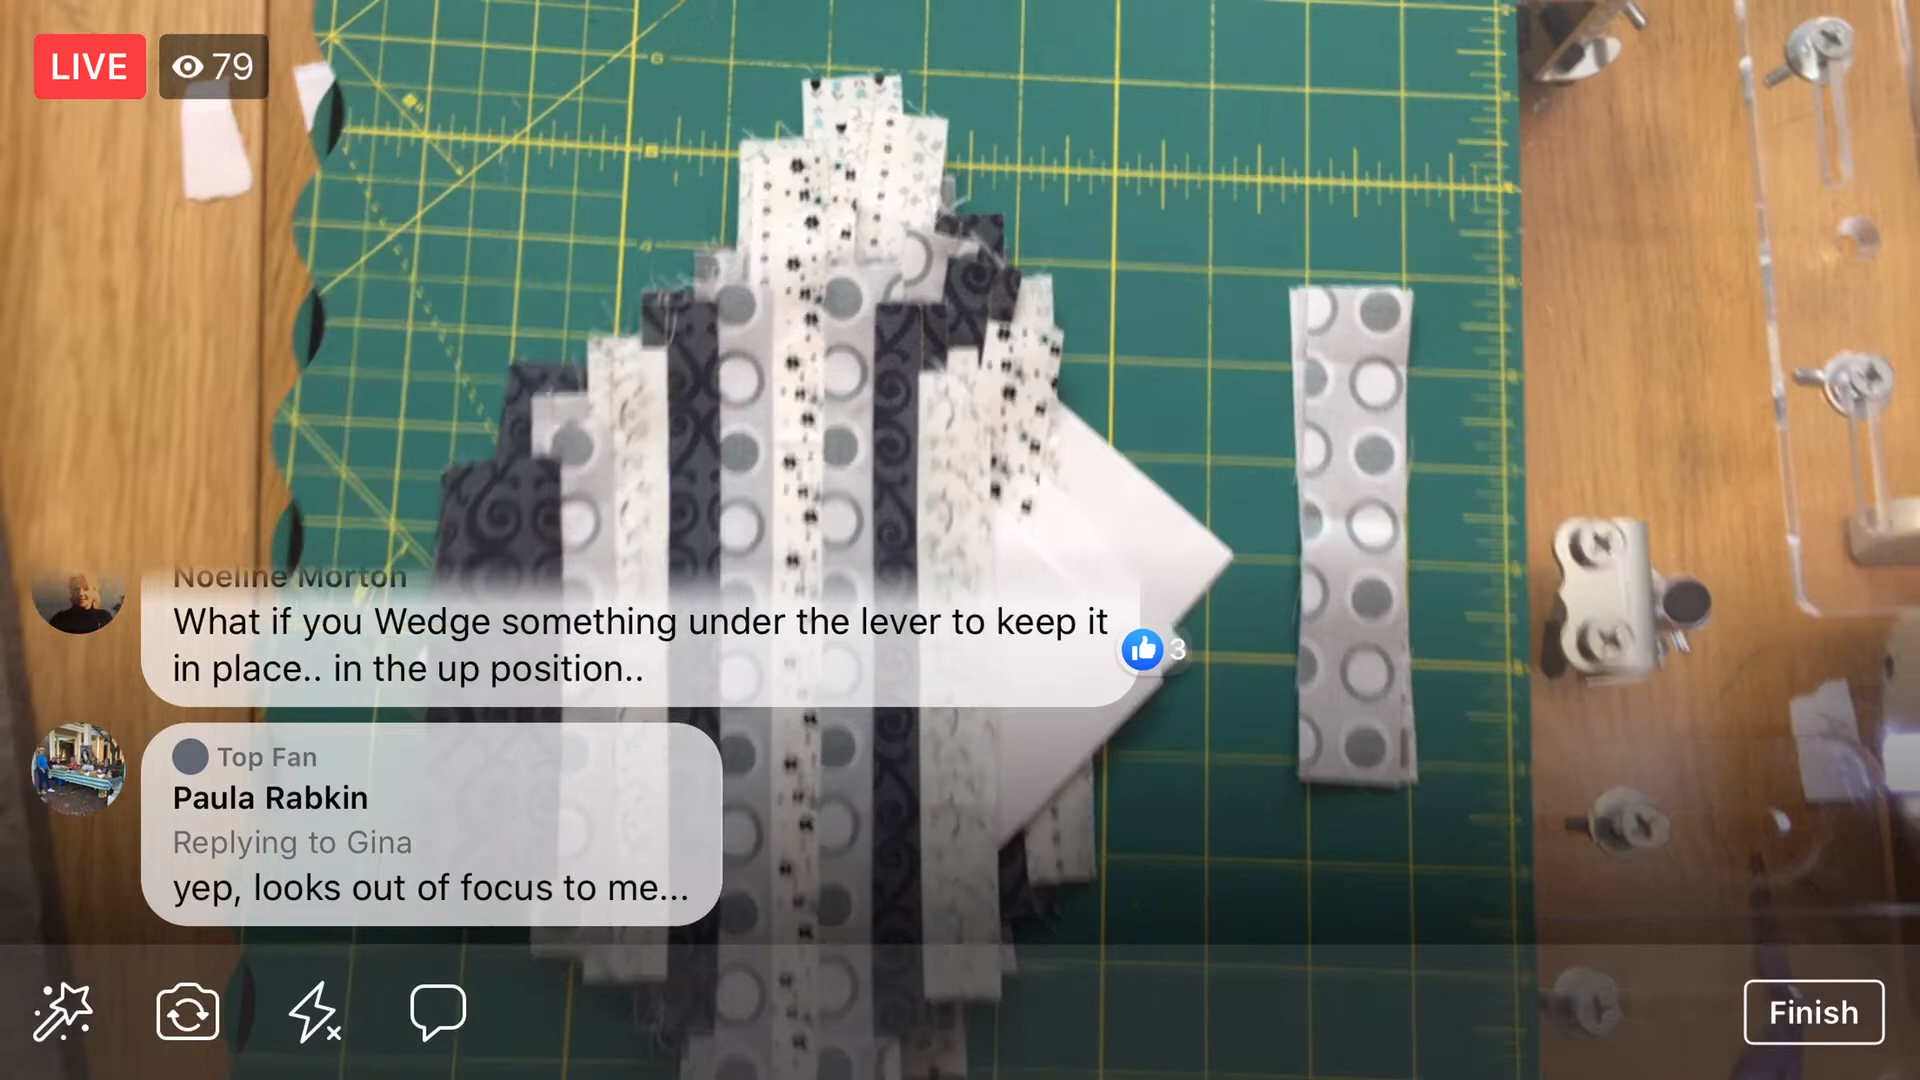 LIVE 79
Noeline Morton
What if you Wedge something under the lever to keep it
in place.. in the up position..
3
Top Fan
Paula Rabkin
Replying to Gina
yep, looks out of focus to me...
Finish